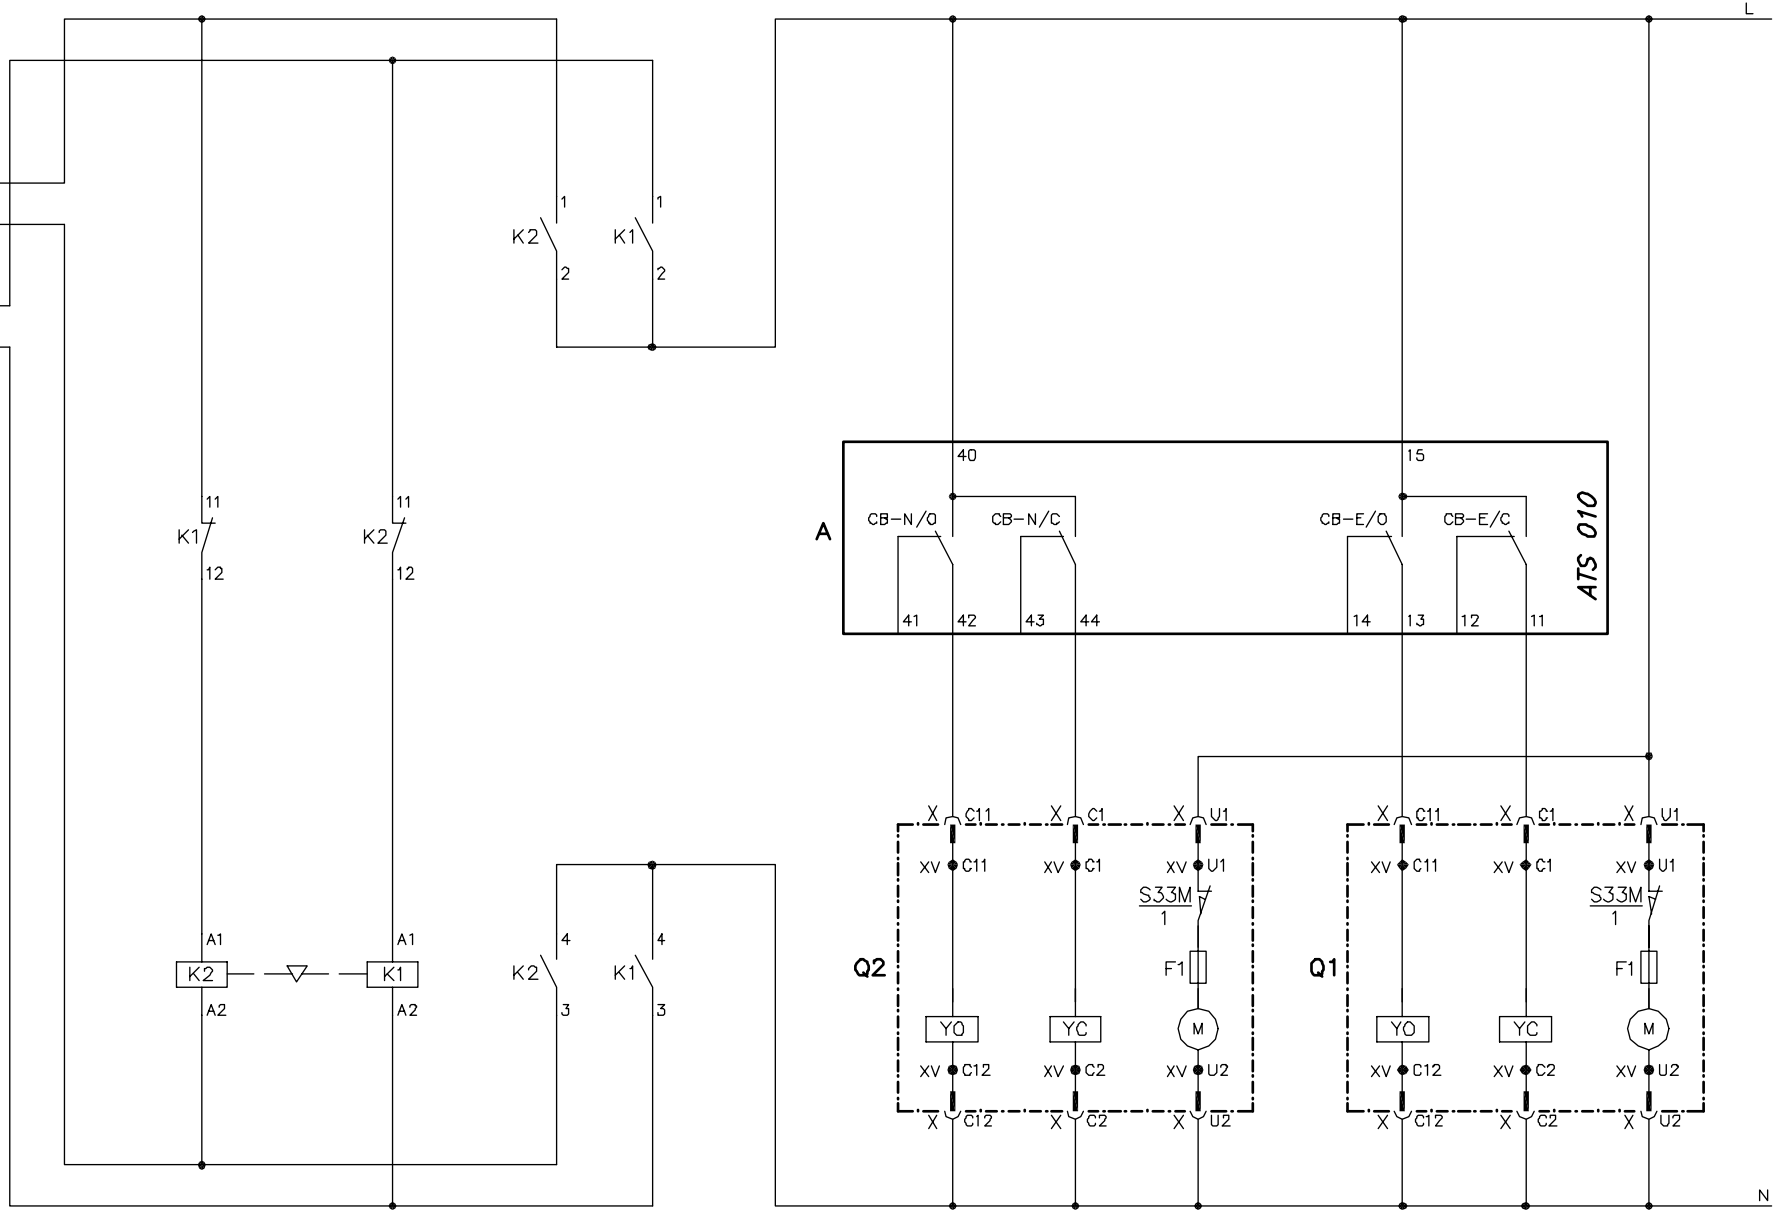 L
1 1
K2 K1
2 2
40 15
11 11
K1 K2
12 12
A
CB-N/O CB-N/C CB-E/O CB-E/C
ATS 010
41 42 43 44 14 13 12 11
X C11 X C1 X U1 X C11 X C1 X U1
XV C11 XV C1 XV U1 XV C11 XV C1 XV U1
S33M S33M
1 1
A1 A1 4 4
K2 K1 K2 K1 Q2 F1 Q1 F1
A2 A2 3 3
YO YC M YO YC M
XV C12 XV C2 XV U2 XV C12 XV C2 XV U2
X C12 X C2 X U2 X C12 X C2 X U2
N